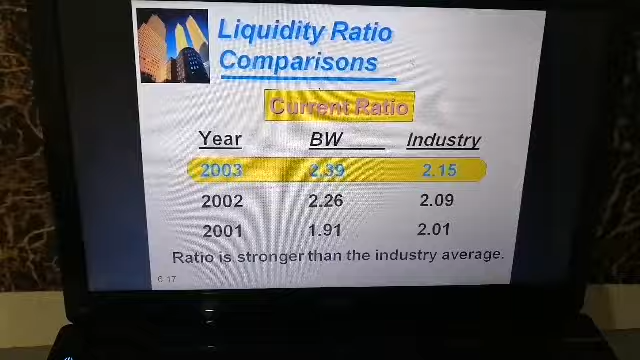 Liquidity Ratio
Comparisons
Current Ratio
Year BW Industry
2003 2.39 2.15
2002 2.26 2.09
2001 1.91 2.01
Ratio is stronger than the industry average.
6-17